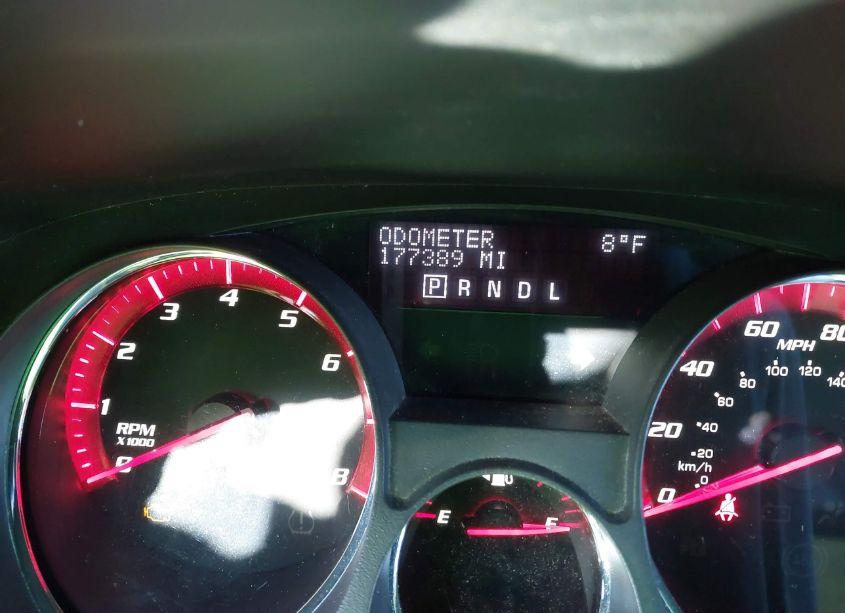 ODOMETER 8°F
177389 MI
P R N D L
0 1 2 3 4 5 6 8
RPM
X1000
E F
0 20 40 60 80
MPH
0 20 40 60 80 100 120 140
km/h